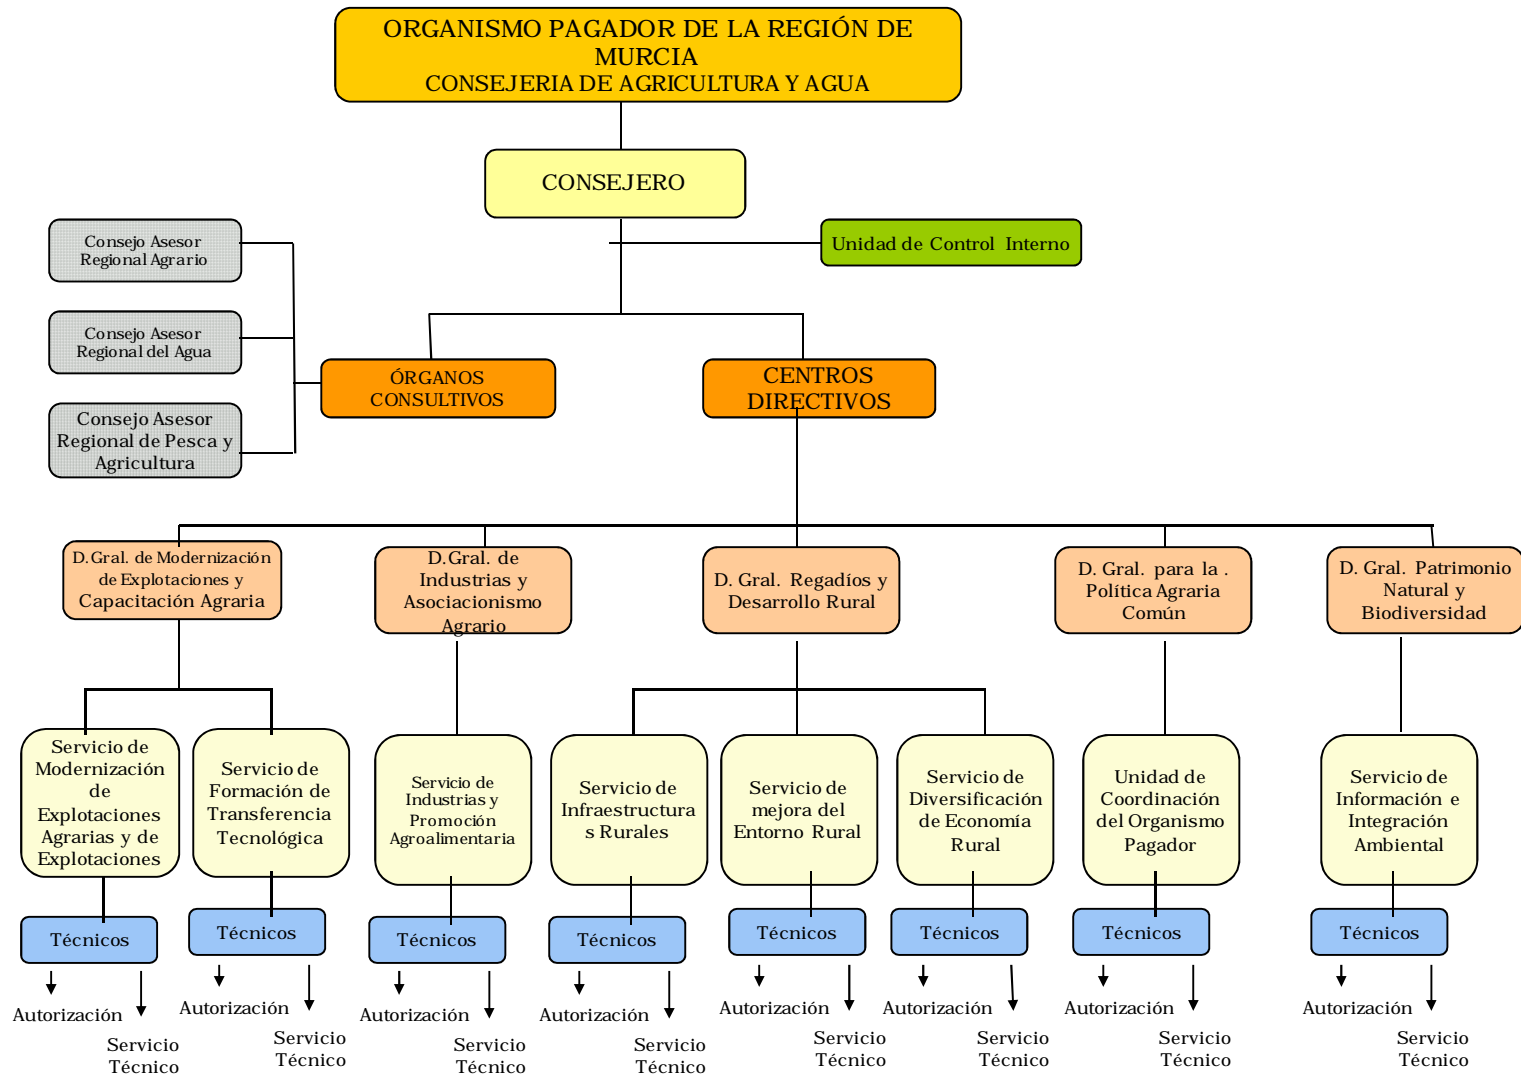 ORGANISMO PAGADOR DE LA REGIÓN DE
MURCIA
CONSEJERIA DE AGRICULTURA Y AGUA
CONSEJERO
Unidad de Control Interno
Consejo Asesor
Regional Agrario
Consejo Asesor
Regional del Agua
Consejo Asesor
Regional de Pesca y
Agricultura
ÓRGANOS
CONSULTIVOS
CENTROS
DIRECTIVOS
D.Gral. de Modernización
de Explotaciones y
Capacitación Agraria
D.Gral. de
Industrias y
Asociacionismo
Agrario
D. Gral. Regadíos y
Desarrollo Rural
D. Gral. para la .
Política Agraria
Común
D. Gral. Patrimonio
Natural y
Biodiversidad
Servicio de
Modernización
de
Explotaciones
Agrarias y de
Explotaciones
Servicio de
Formación de
Transferencia
Tecnológica
Servicio de
Industrias y
Promoción
Agroalimentaria
Servicio de
Infraestructura
s Rurales
Servicio de
mejora del
Entorno Rural
Servicio de
Diversificación
de Economía
Rural
Unidad de
Coordinación
del Organismo
Pagador
Servicio de
Información e
Integración
Ambiental
Técnicos
Técnicos
Técnicos
Técnicos
Técnicos
Técnicos
Técnicos
Técnicos
Autorización
Servicio
Técnico
Autorización
Servicio
Técnico
Autorización
Servicio
Técnico
Autorización
Servicio
Técnico
Autorización
Servicio
Técnico
Autorización
Servicio
Técnico
Autorización
Servicio
Técnico
Autorización
Servicio
Técnico